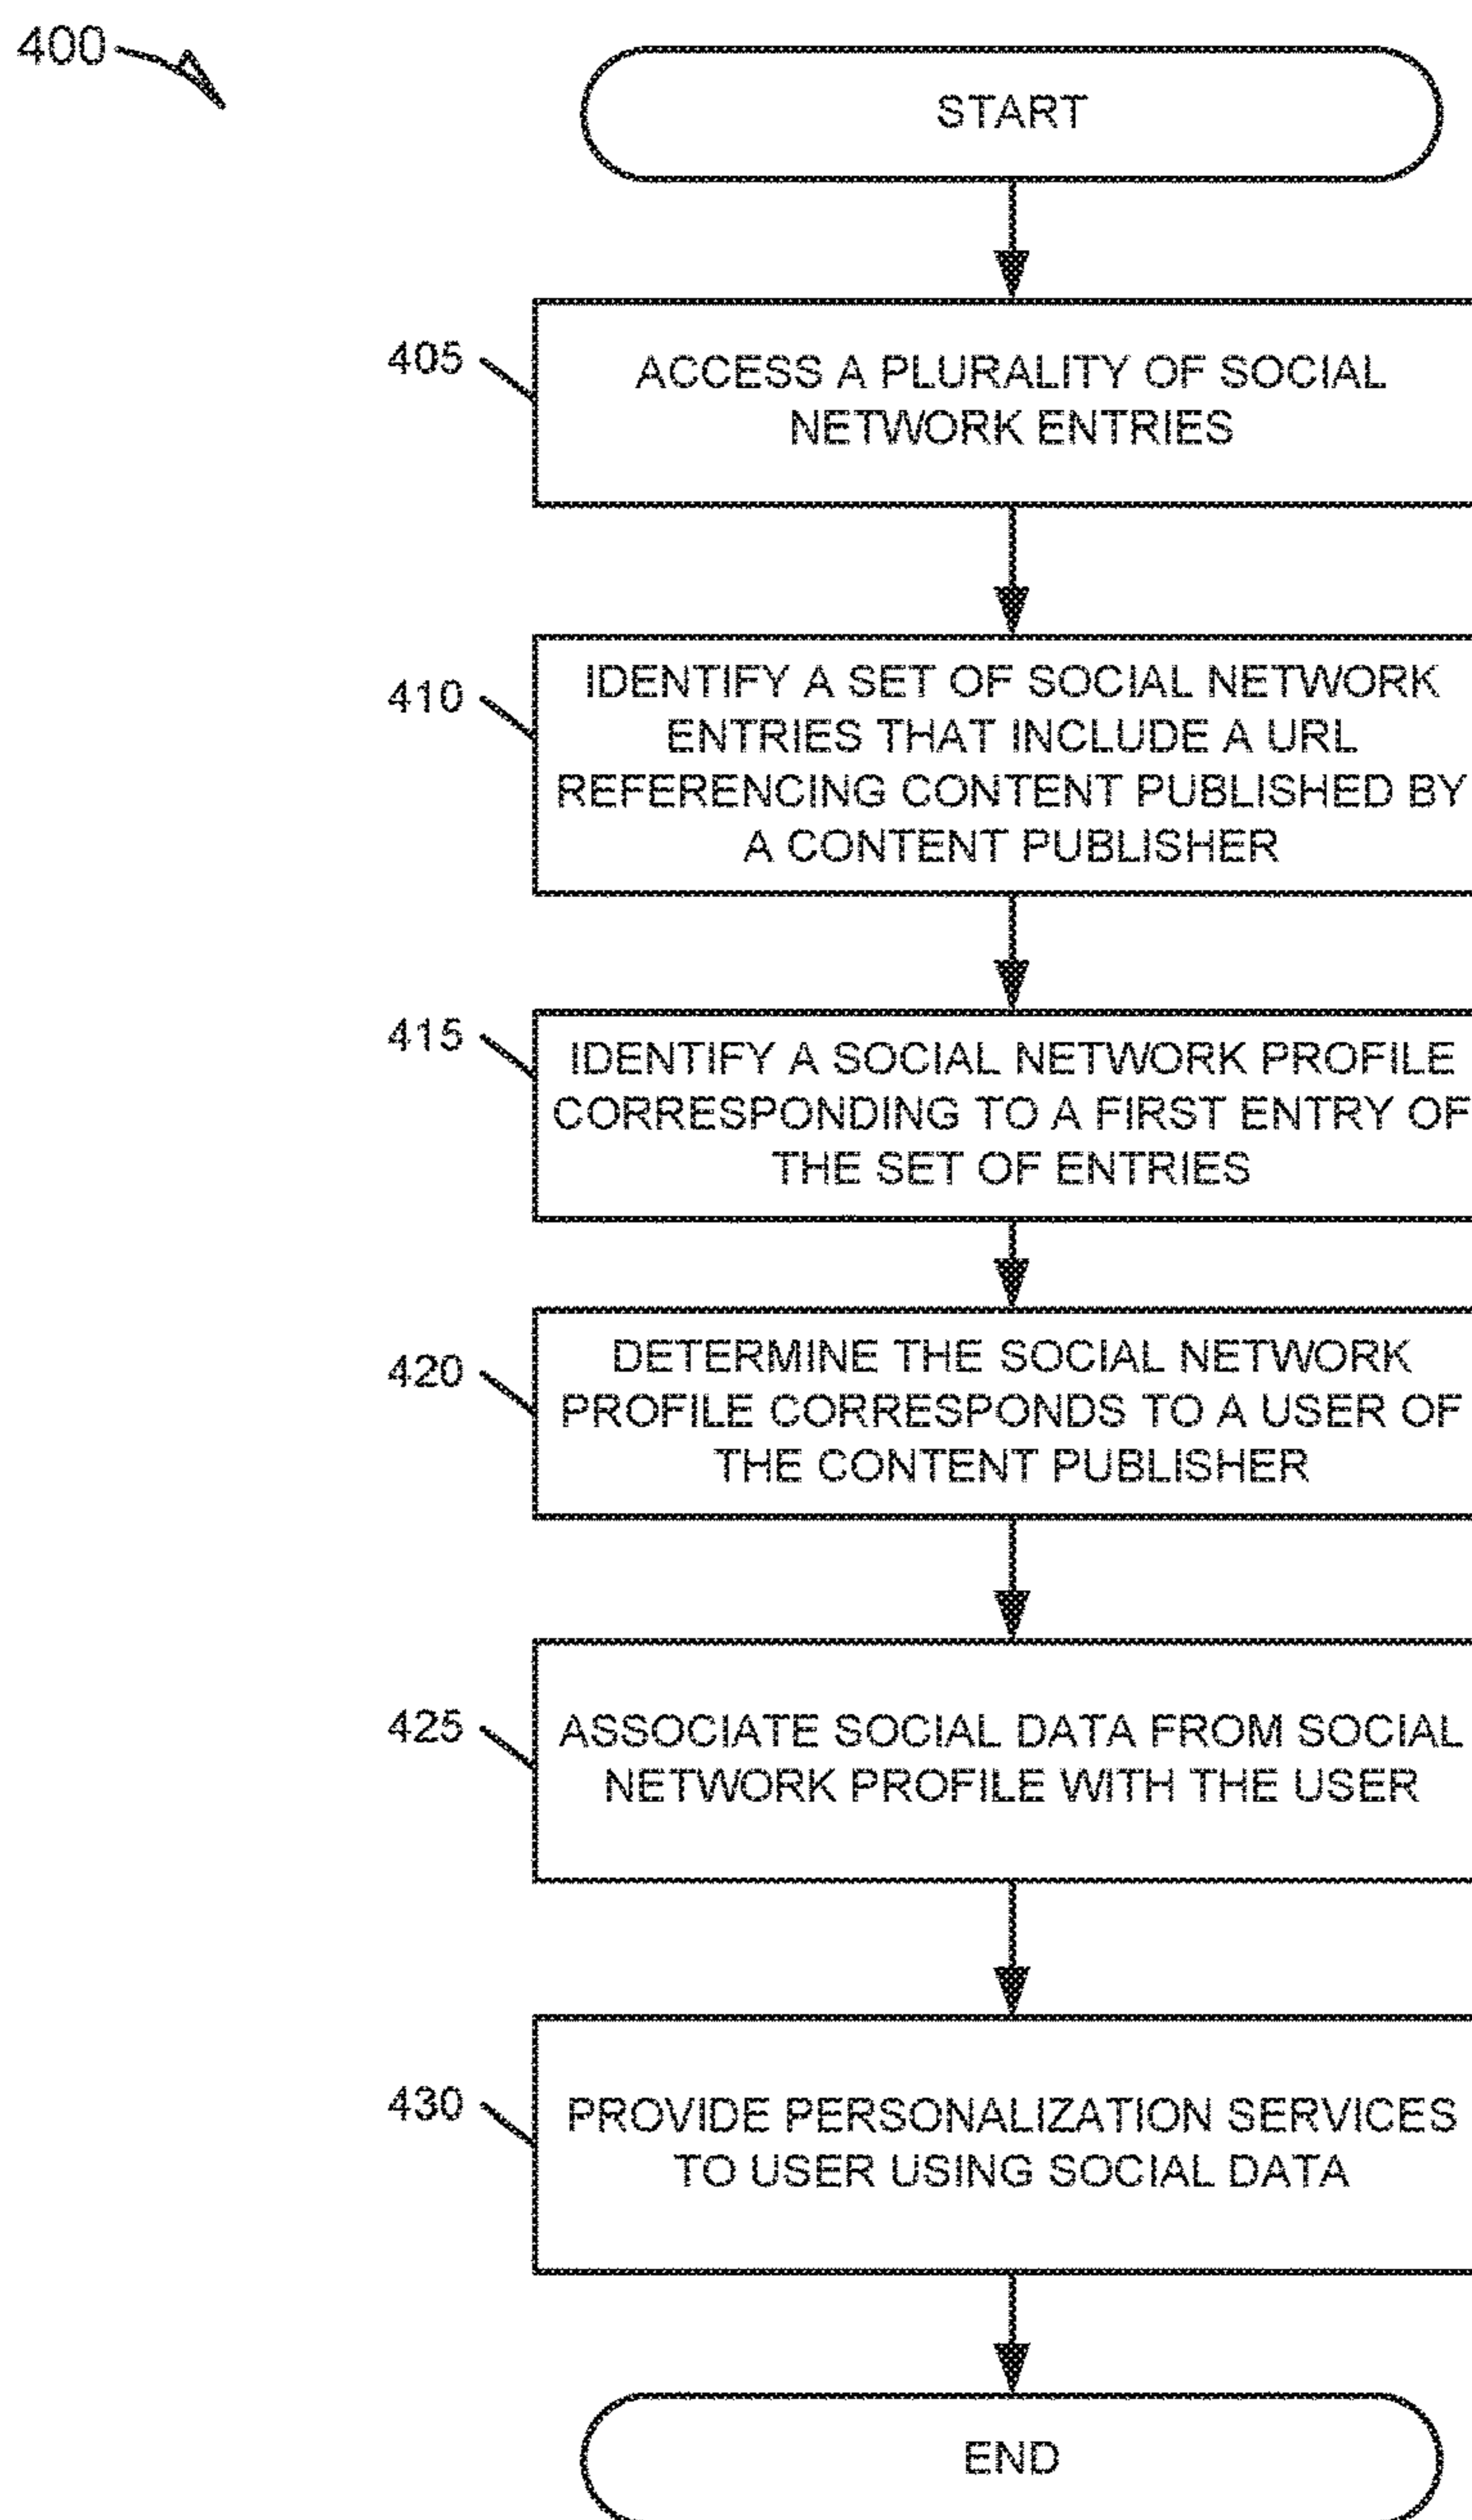 400
START
405
ACCESS A PLURALITY OF SOCIAL
NETWORK ENTRIES
410
IDENTIFY A SET OF SOCIAL NETWORK
ENTRIES THAT INCLUDE A URL
REFERENCING CONTENT PUBLISHED BY
A CONTENT PUBLISHER
415
IDENTIFY A SOCIAL NETWORK PROFILE
CORRESPONDING TO A FIRST ENTRY OF
THE SET OF ENTRIES
420
DETERMINE THE SOCIAL NETWORK
PROFILE CORRESPONDS TO A USER OF
THE CONTENT PUBLISHER
425
ASSOCIATE SOCIAL DATA FROM SOCIAL
NETWORK PROFILE WITH THE USER
430
PROVIDE PERSONALIZATION SERVICES
TO USER USING SOCIAL DATA
END